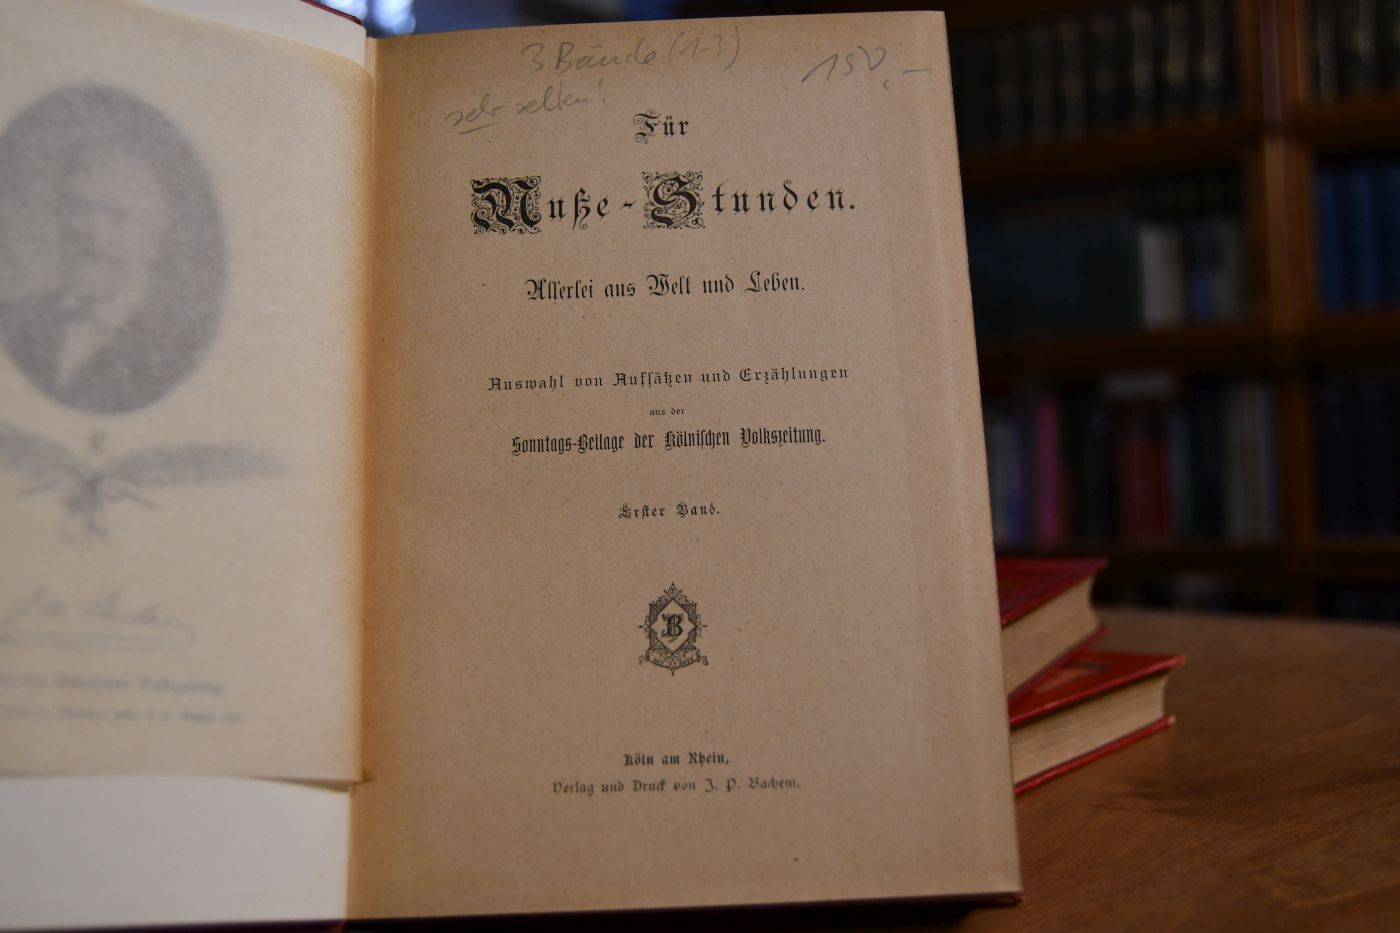 3 Bände (1-3)
150,-
sehr selten!
Für
Muße-Stunden.
Allerlei aus Welt und Leben.
Auswahl von Aufsätzen und Erzählungen
aus der
Sonntags-Beilage der Kölnischen Volkszeitung.
Erster Band.
B
Köln am Rhein,
Verlag und Druck von J. P. Bachem.